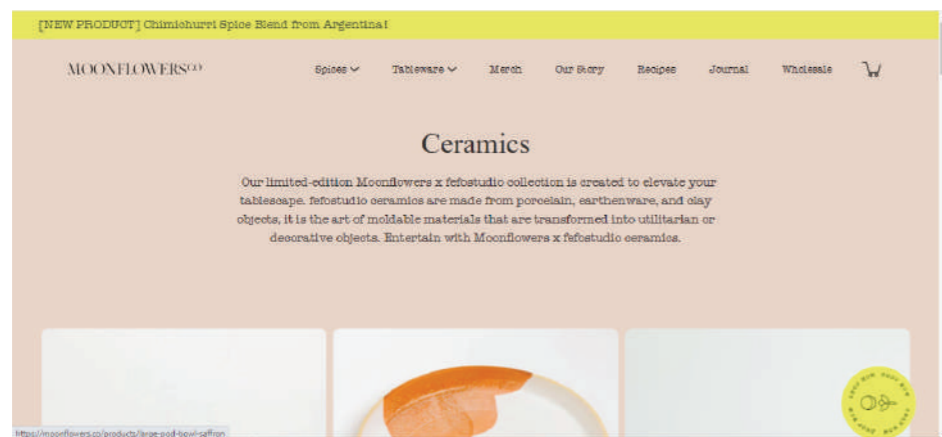 [NEW PRODUCT] Chimichurri Spice Blend from Argentina!
MOONFLOWERSCO
Spices Tableware Merch Our Story Recipes Journal Wholesale
Ceramics
Our limited-edition Moonflowers x fefostudio collection is created to elevate your
tablescape. fefostudio ceramics are made from porcelain, earthenware, and clay
objects, it is the art of moldable materials that are transformed into utilitarian or
decorative objects. Entertain with Moonflowers x fefostudio ceramics.
https://moonflowers.co/products/large-pod-bowl-saffron